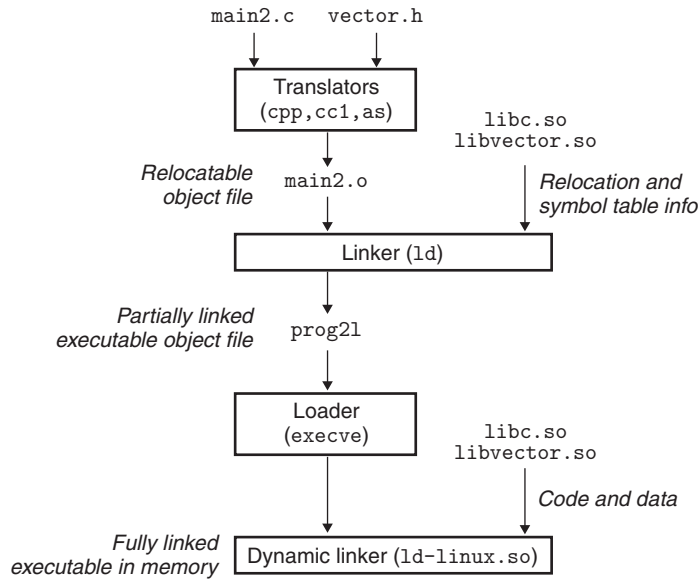 main2.c vector.h
Translators
(cpp,cc1,as)
libc.so
libvector.so
Relocatable
object file
main2.o
Relocation and
symbol table info
Linker (ld)
Partially linked
executable object file
prog2l
Loader
(execve)
libc.so
libvector.so
Code and data
Fully linked
executable in memory
Dynamic linker (ld-linux.so)